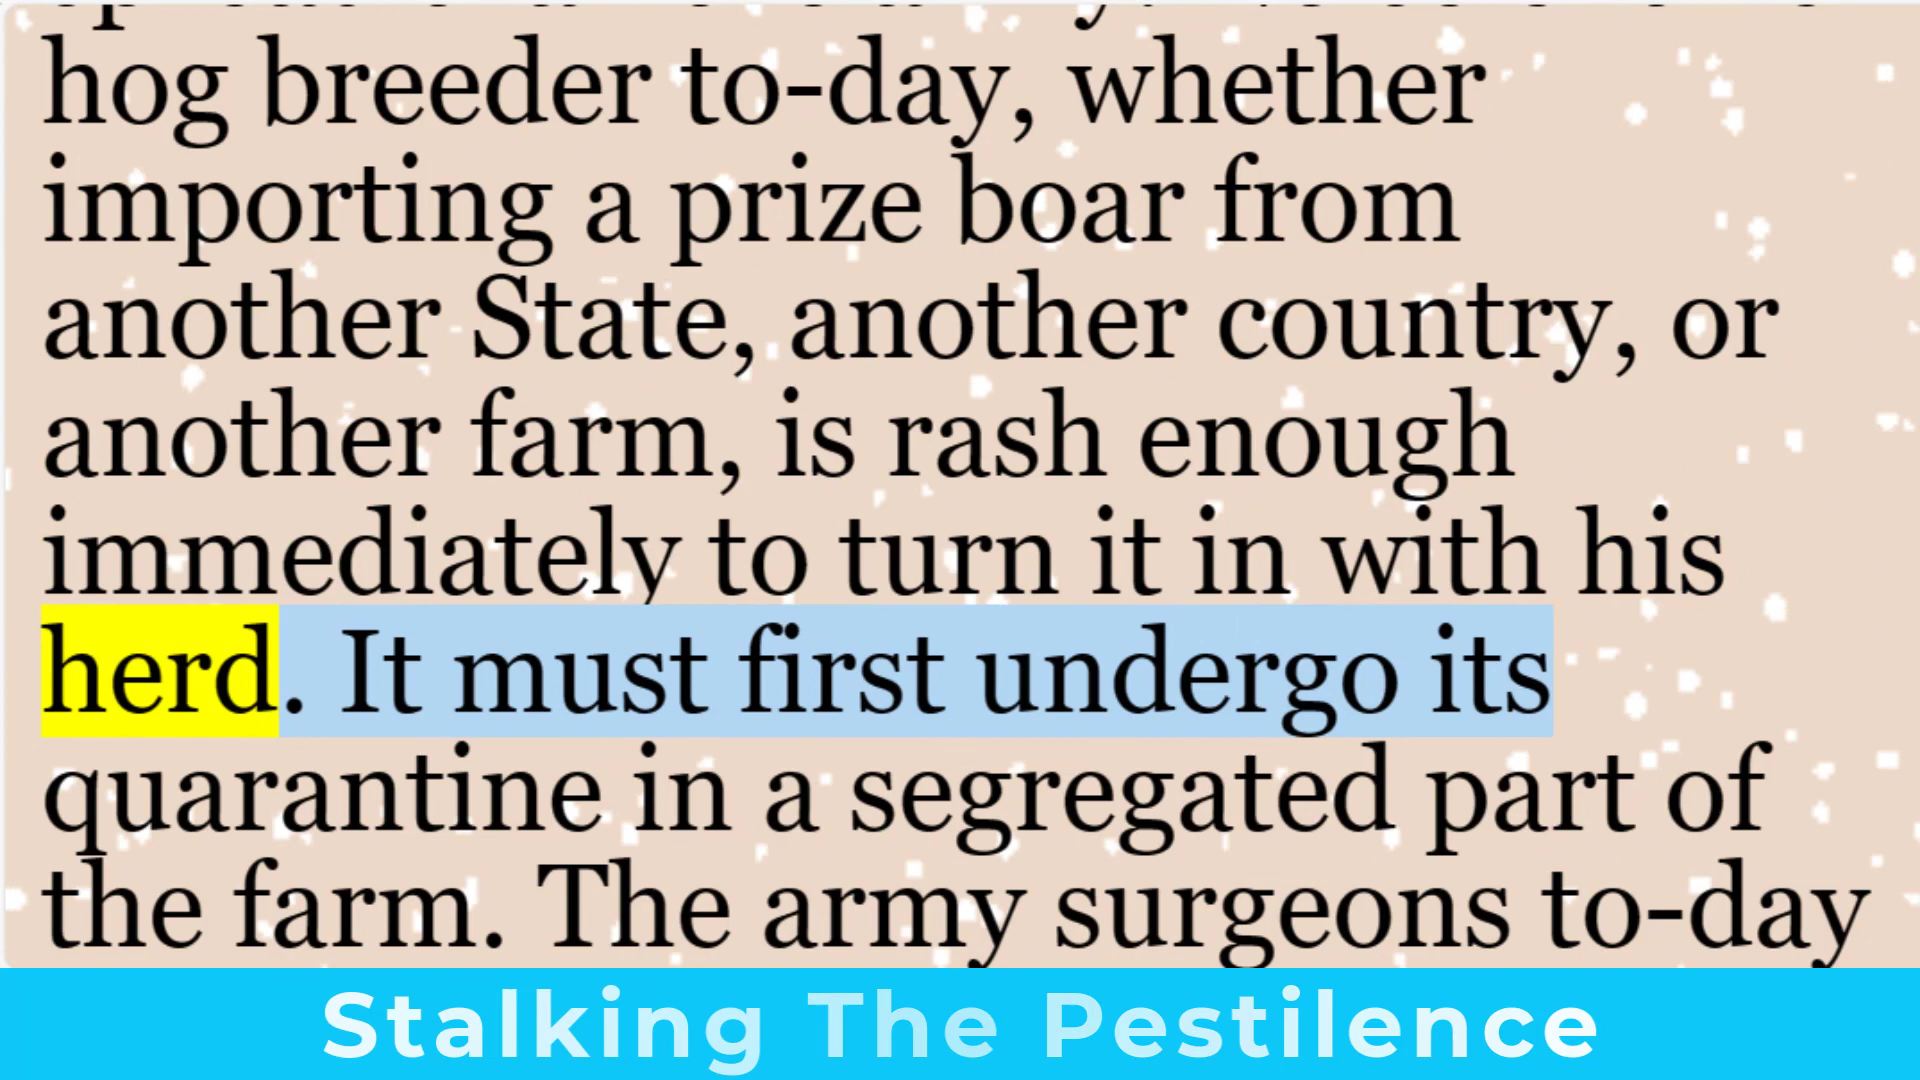 hog breeder to-day, whether
importing a prize boar from
another State, another country, or
another farm, is rash enough
immediately to turn it in with his
herd. It must first undergo its
quarantine in a segregated part of
the farm. The army surgeons to-day
Stalking The Pestilence